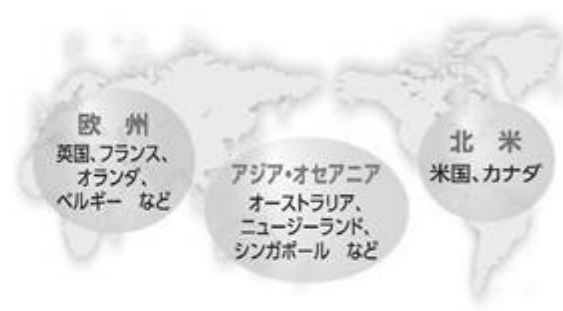 欧 州
英国、フランス、
オランダ、
ベルギー など
アジア・オセアニア
オーストラリア、
ニュージーランド、
シンガポール など
北 米
米国、カナダ